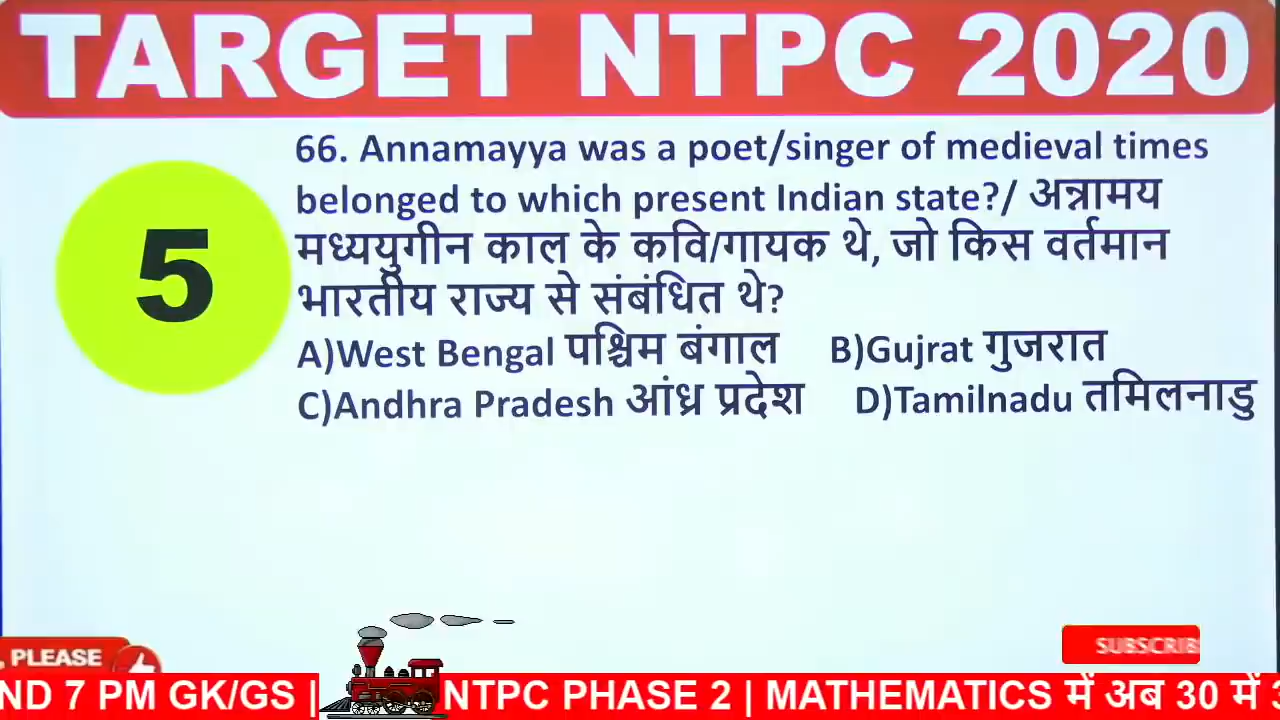 TARGET NTPC 2020
5
66. Annamayya was a poet/singer of medieval times
belonged to which present Indian state?/ अन्नामय
मध्ययुगीन काल के कवि/गायक थे, जो किस वर्तमान
भारतीय राज्य से संबंधित थे?
A)West Bengal पश्चिम बंगाल B)Gujrat गुजरात
C)Andhra Pradesh आंध्र प्रदेश D)Tamilnadu तमिलनाडु
, PLEASE
SUBSCRIB
ND 7 PM GK/GS | NTPC PHASE 2 | MATHEMATICS में अब 30 में